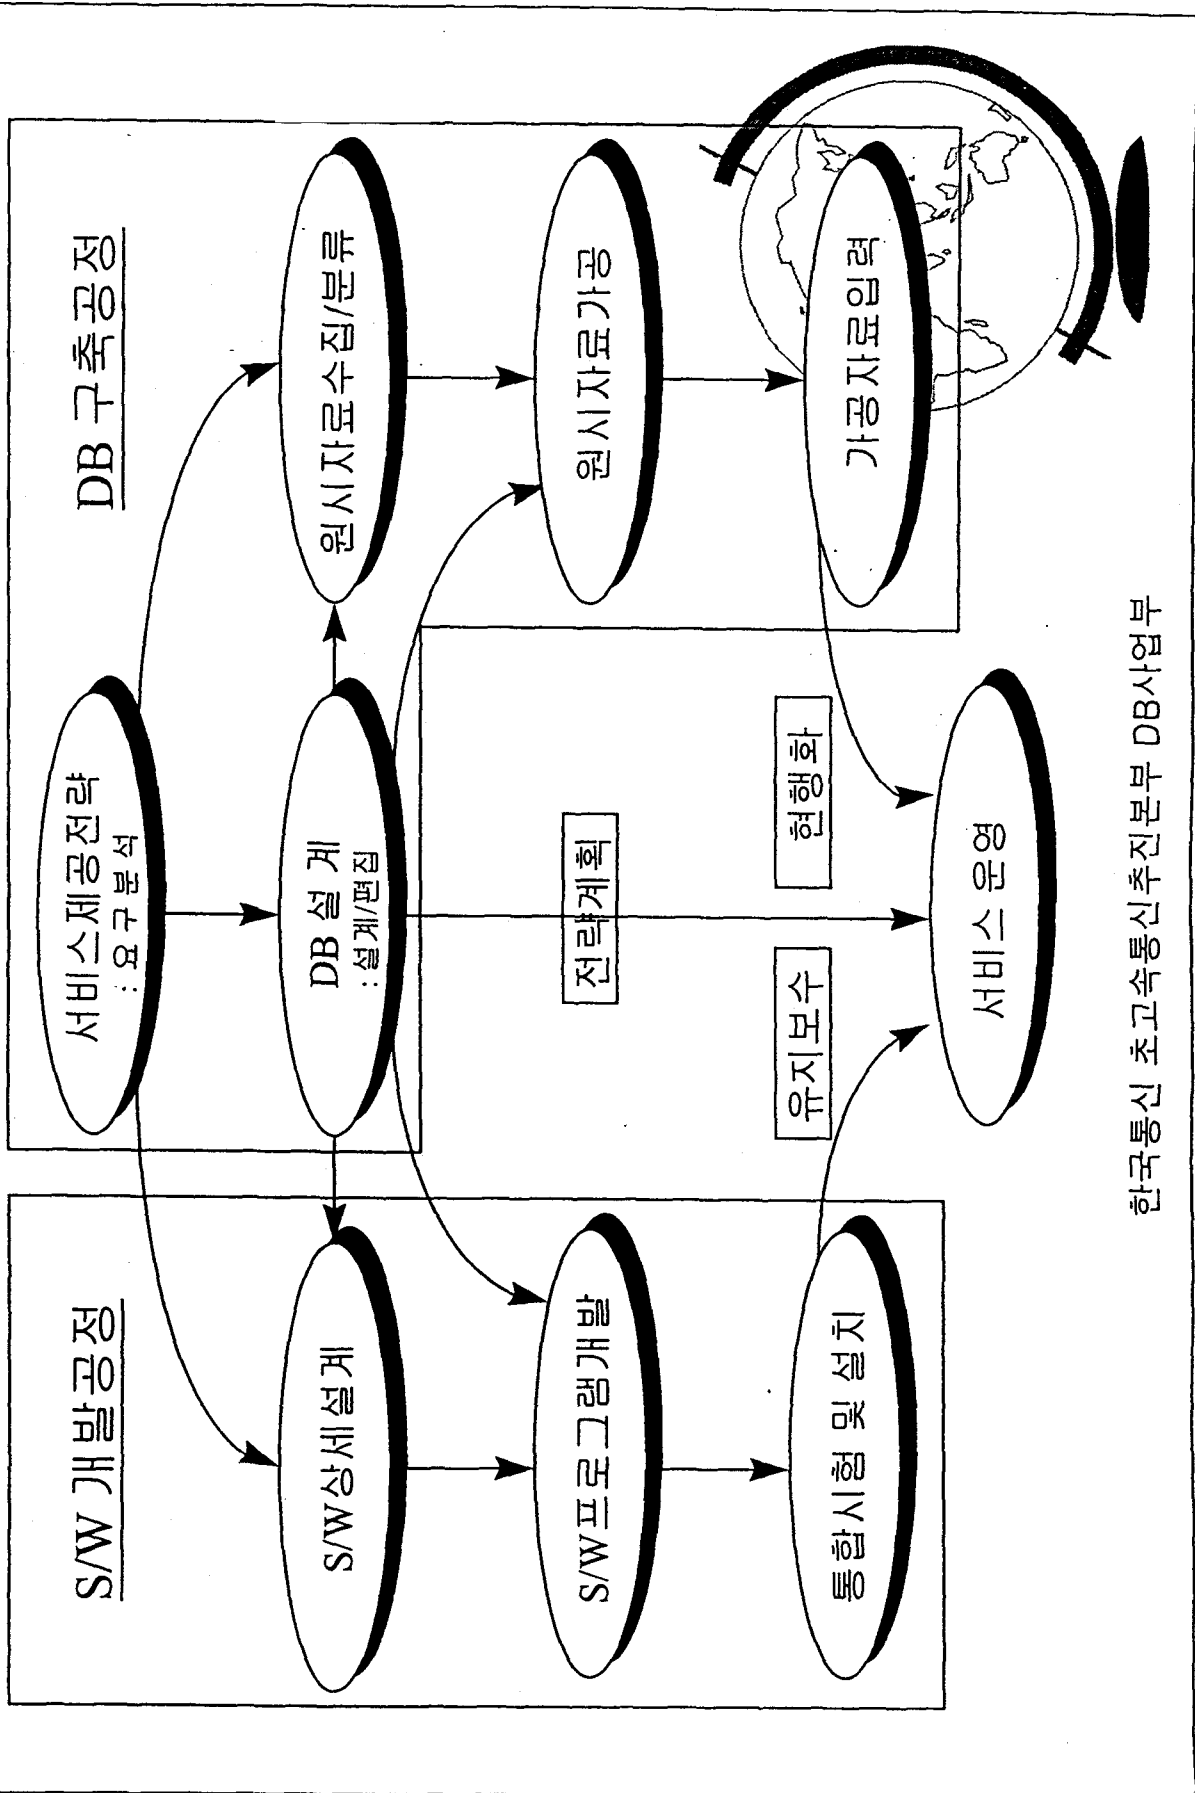 S/W 개발공정
DB 구축공정
서비스제공전략
: 요구분석
S/W상세설계
DB 설계
: 설계/편집
원시자료수집/분류
S/W프로그램개발
전략계획
원시자료가공
통합시험 및 설치
유지보수
현행화
가공자료입력
서비스 운영
한국통신 초고속통신추진본부 DB사업부